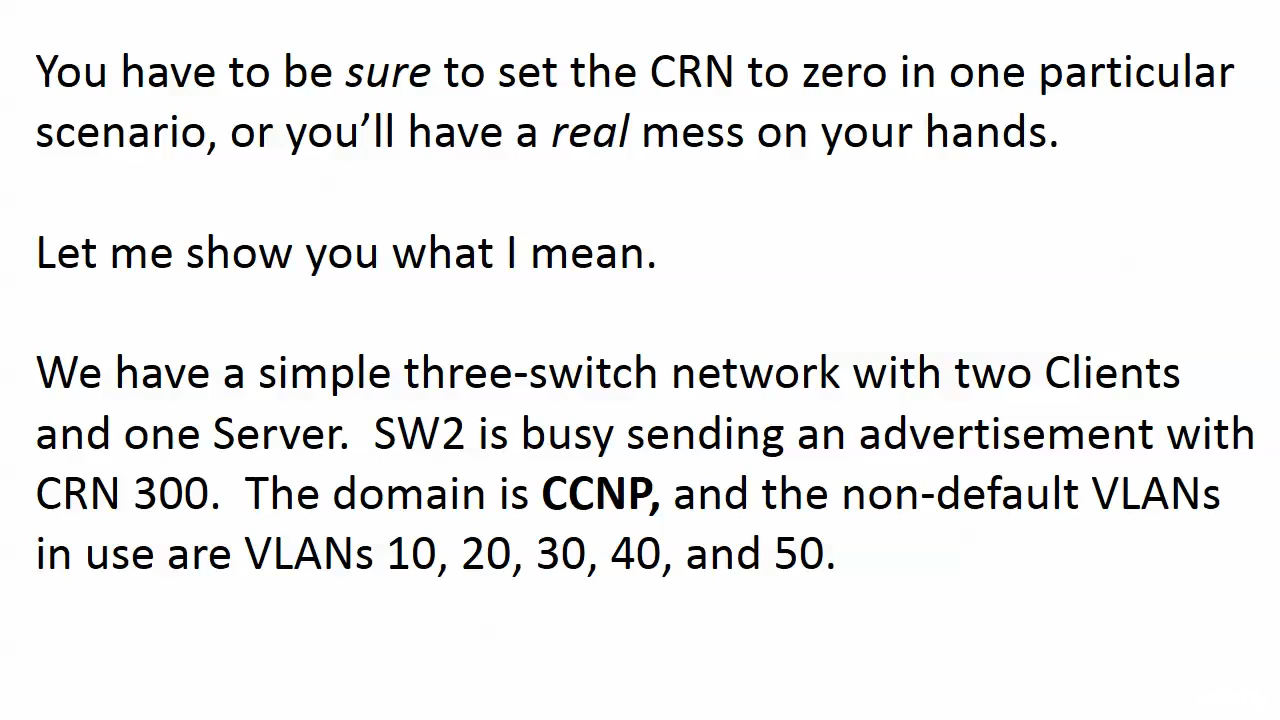 You have to be sure to set the CRN to zero in one particular
scenario, or you’ll have a real mess on your hands.
Let me show you what I mean.
We have a simple three-switch network with two Clients
and one Server.  SW2 is busy sending an advertisement with
CRN 300.  The domain is CCNP, and the non-default VLANs
in use are VLANs 10, 20, 30, 40, and 50.